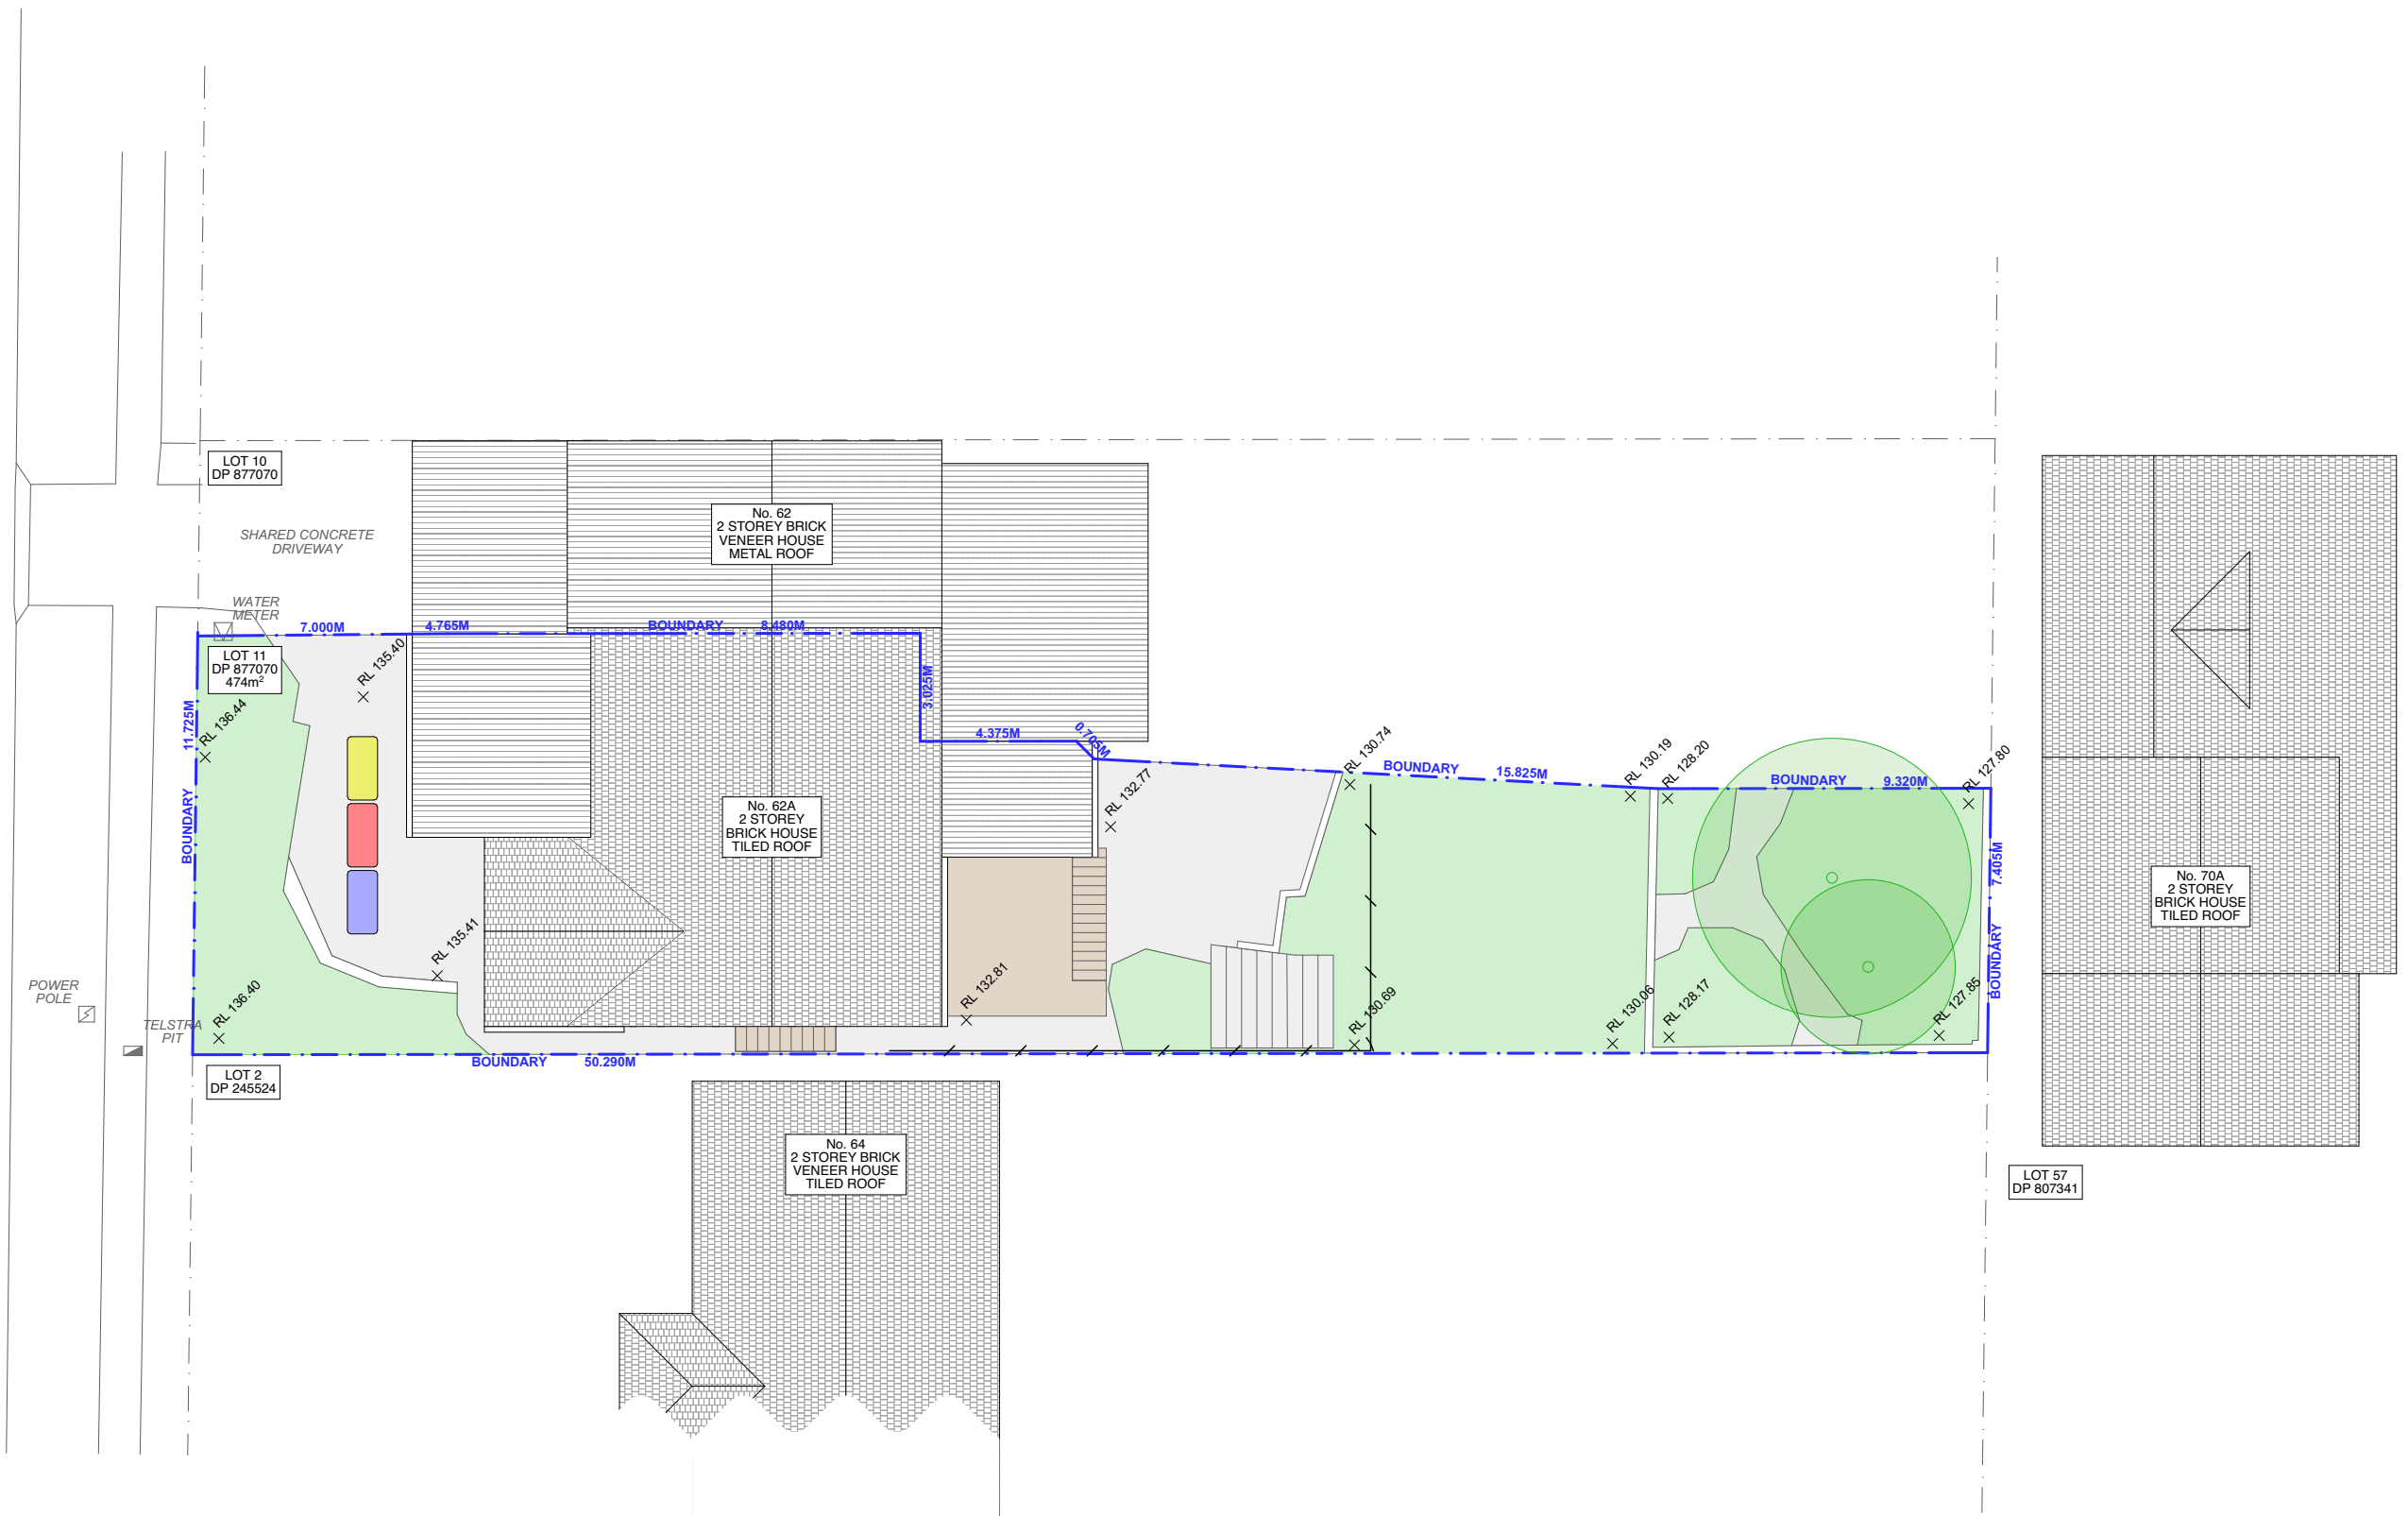 LOT 10
DP 877070
SHARED CONCRETE
DRIVEWAY
No. 62
2 STOREY BRICK
VENEER HOUSE
METAL ROOF
WATER
METER
7.000M
4.765M
BOUNDARY
8.480M
LOT 11
DP 877070
474m²
RL 135.40
3.025M
11.725M
RL 136.44
4.375M
0.705M
RL 130.74
BOUNDARY
15.825M
RL 130.19
RL 128.20
BOUNDARY
9.320M
RL 127.80
BOUNDARY
No. 62A
2 STOREY
BRICK HOUSE
TILED ROOF
RL 132.77
7.405M
No. 70A
2 STOREY
BRICK HOUSE
TILED ROOF
RL 135.41
BOUNDARY
POWER
POLE
RL 136.40
RL 132.81
RL 130.69
RL 130.06
RL 128.17
RL 127.85
TELSTRA
PIT
BOUNDARY
50.290M
LOT 2
DP 245524
No. 64
2 STOREY BRICK
VENEER HOUSE
TILED ROOF
LOT 57
DP 807341